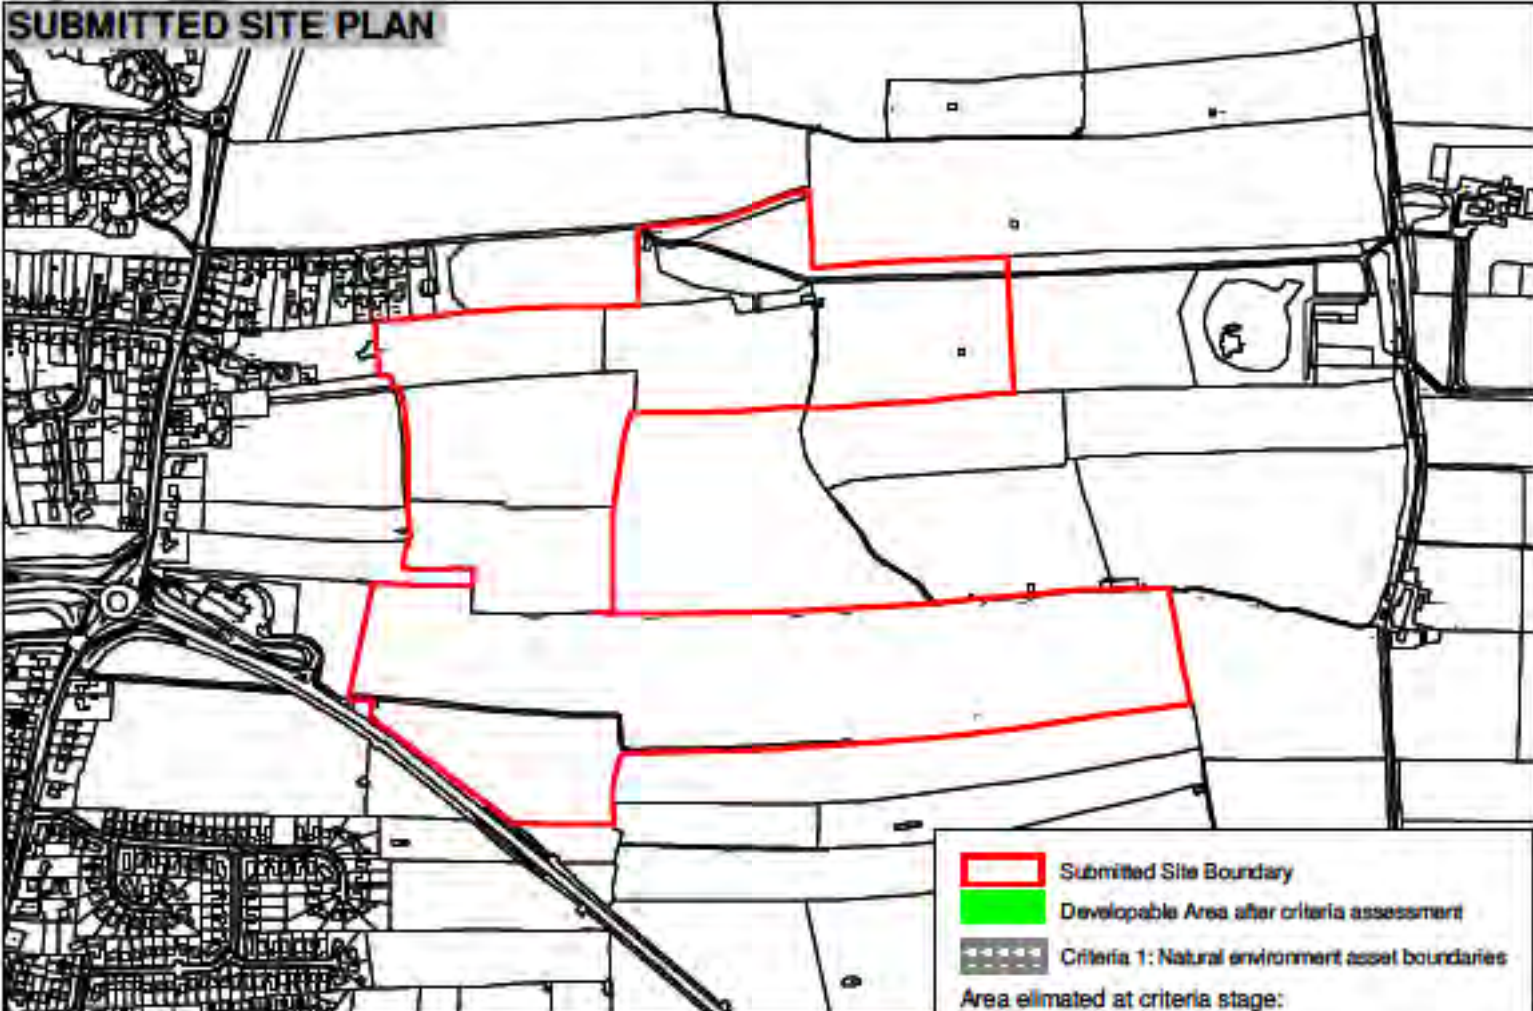 SUBMITTED SITE PLAN
Submitted Site Boundary
Developable Area after criteria assessment
Criteria 1: Natural environment asset boundaries
Area elimated at criteria stage: